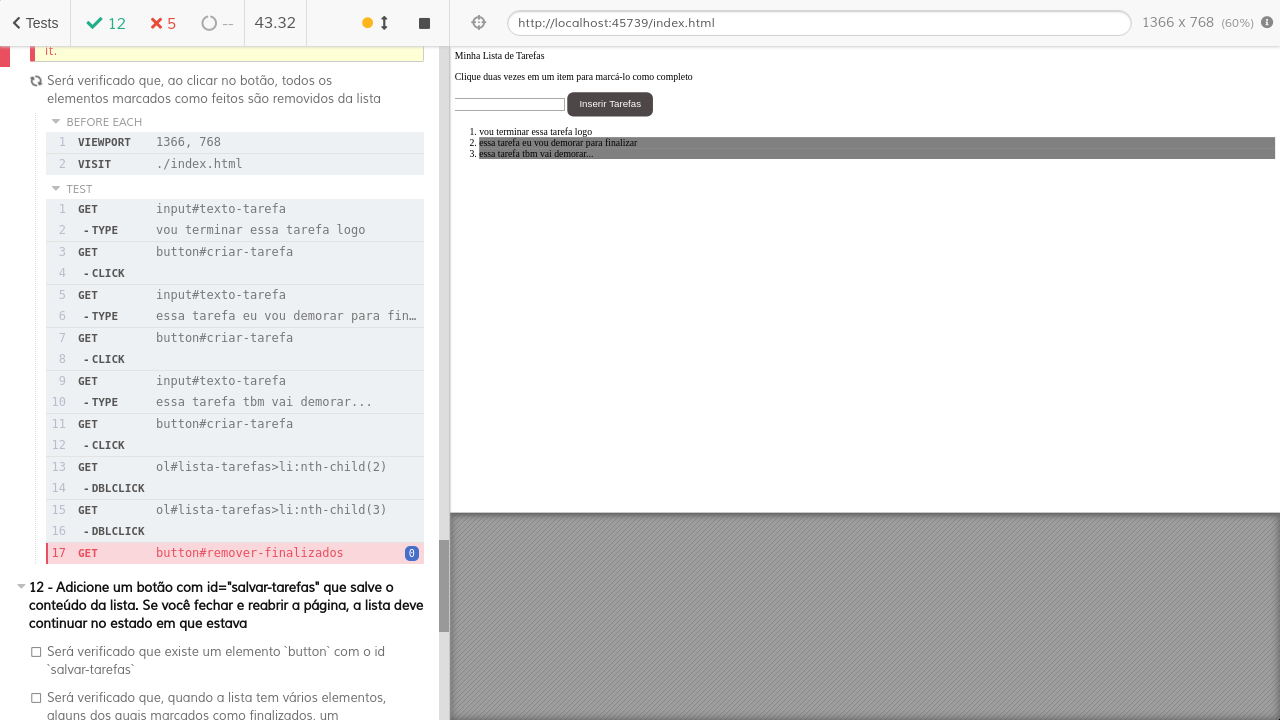 Tests 12 5 -- 43.32
http://localhost:45739/index.html 1366 x 768 (60%)
it.
Será verificado que, ao clicar no botão, todos os
elementos marcados como feitos são removidos da lista
BEFORE EACH
1 VIEWPORT 1366, 768
2 VISIT ./index.html
TEST
1 GET input#texto-tarefa
2 -TYPE vou terminar essa tarefa logo
3 GET button#criar-tarefa
4 -CLICK
5 GET input#texto-tarefa
6 -TYPE essa tarefa eu vou demorar para fin…
7 GET button#criar-tarefa
8 -CLICK
9 GET input#texto-tarefa
10 -TYPE essa tarefa tbm vai demorar...
11 GET button#criar-tarefa
12 -CLICK
13 GET ol#lista-tarefas>li:nth-child(2)
14 -DBLCLICK
15 GET ol#lista-tarefas>li:nth-child(3)
16 -DBLCLICK
17 GET button#remover-finalizados 0
12 - Adicione um botão com id="salvar-tarefas" que salve o
conteúdo da lista. Se você fechar e reabrir a página, a lista deve
continuar no estado em que estava
Será verificado que existe um elemento `button` com o id
`salvar-tarefas`
Será verificado que, quando a lista tem vários elementos,
alguns dos quais marcados como finalizados, um
Minha Lista de Tarefas
Clique duas vezes em um item para marcá-lo como completo
Inserir Tarefas
1. vou terminar essa tarefa logo
2. essa tarefa eu vou demorar para finalizar
3. essa tarefa tbm vai demorar...